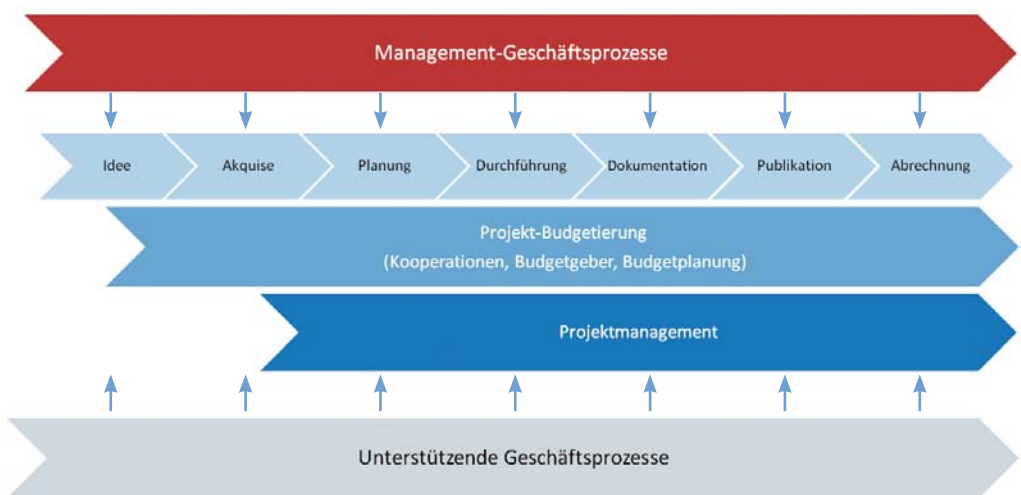 Management-Geschäftsprozesse
Idee
Akquise
Planung
Durchführung
Dokumentation
Publikation
Abrechnung
Projekt-Budgetierung
(Kooperationen, Budgetgeber, Budgetplanung)
Projektmanagement
Unterstützende Geschäftsprozesse